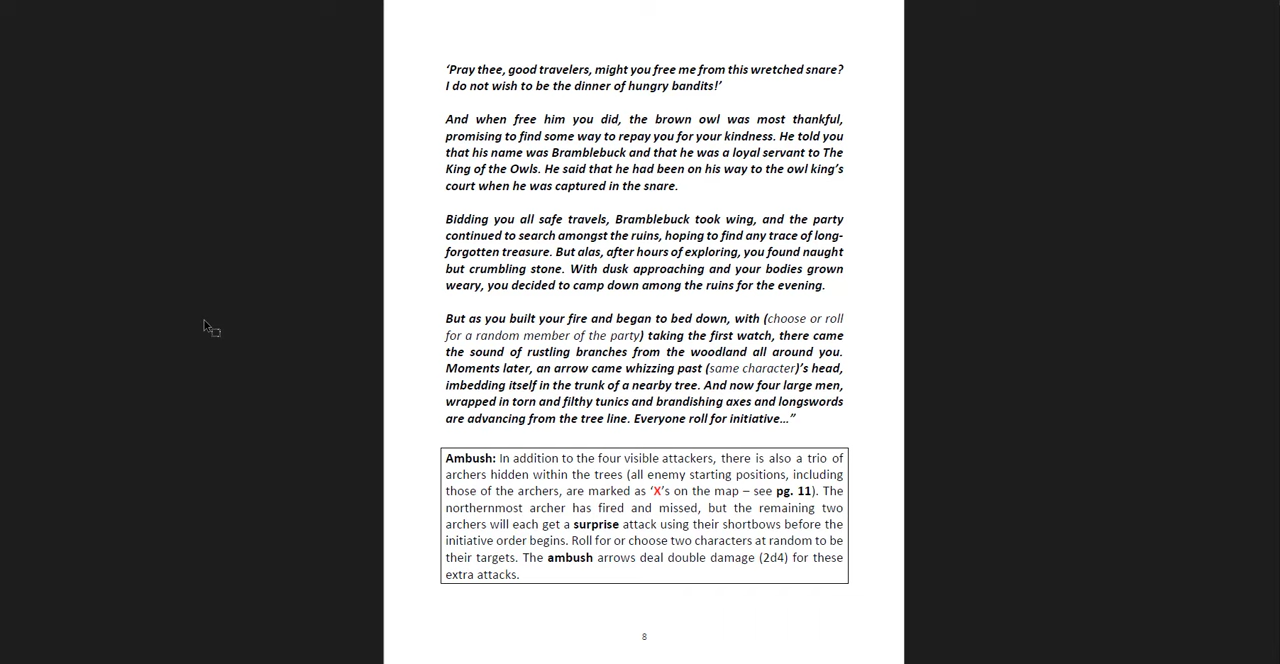 ‘Pray thee, good travelers, might you free me from this wretched snare?
I do not wish to be the dinner of hungry bandits!’
And when free him you did, the brown owl was most thankful,
promising to find some way to repay you for your kindness. He told you
that his name was Bramblebuck and that he was a loyal servant to The
King of the Owls. He said that he had been on his way to the owl king’s
court when he was captured in the snare.
Bidding you all safe travels, Bramblebuck took wing, and the party
continued to search amongst the ruins, hoping to find any trace of long-
forgotten treasure. But alas, after hours of exploring, you found naught
but crumbling stone. With dusk approaching and your bodies grown
weary, you decided to camp down among the ruins for the evening.
But as you built your fire and began to bed down, with (choose or roll
for a random member of the party) taking the first watch, there came
the sound of rustling branches from the woodland all around you.
Moments later, an arrow came whizzing past (same character)’s head,
imbedding itself in the trunk of a nearby tree. And now four large men,
wrapped in torn and filthy tunics and brandishing axes and longswords
are advancing from the tree line. Everyone roll for initiative…”
Ambush: In addition to the four visible attackers, there is also a trio of
archers hidden within the trees (all enemy starting positions, including
those of the archers, are marked as ‘X’s on the map – see pg. 11). The
northernmost archer has fired and missed, but the remaining two
archers will each get a surprise attack using their shortbows before the
initiative order begins. Roll for or choose two characters at random to be
their targets. The ambush arrows deal double damage (2d4) for these
extra attacks.
8